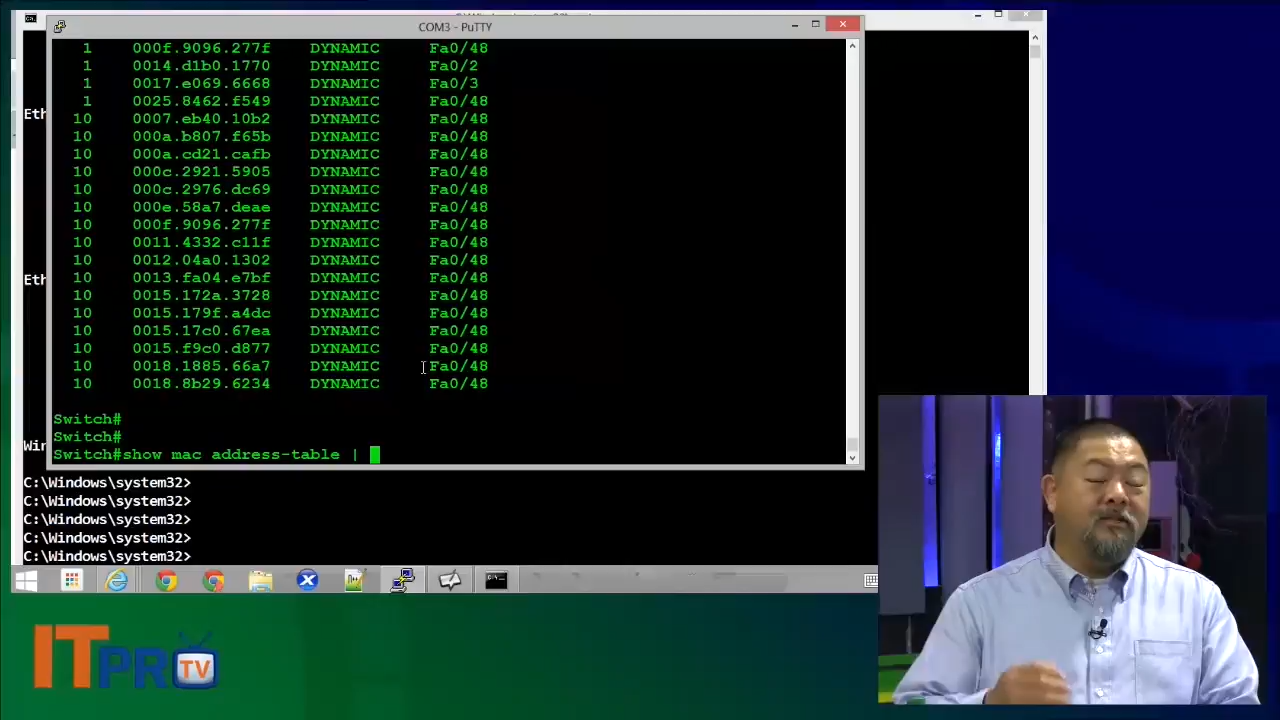 COM3 - PuTTY
1 000f.9096.277f DYNAMIC Fa0/48
1 0014.d1b0.1770 DYNAMIC Fa0/2
1 0017.e069.6668 DYNAMIC Fa0/3
1 0025.8462.f549 DYNAMIC Fa0/48
10 0007.eb40.10b2 DYNAMIC Fa0/48
10 000a.b807.f65b DYNAMIC Fa0/48
10 000a.cd21.cafb DYNAMIC Fa0/48
10 000c.2921.5905 DYNAMIC Fa0/48
10 000c.2976.dc69 DYNAMIC Fa0/48
10 000e.58a7.deae DYNAMIC Fa0/48
10 000f.9096.277f DYNAMIC Fa0/48
10 0011.4332.c11f DYNAMIC Fa0/48
10 0012.04a0.1302 DYNAMIC Fa0/48
10 0013.fa04.e7bf DYNAMIC Fa0/48
10 0015.172a.3728 DYNAMIC Fa0/48
10 0015.179f.a4dc DYNAMIC Fa0/48
10 0015.17c0.67ea DYNAMIC Fa0/48
10 0015.f9c0.d877 DYNAMIC Fa0/48
10 0018.1885.66a7 DYNAMIC Fa0/48
10 0018.8b29.6234 DYNAMIC Fa0/48
Switch#
Switch#
Switch#show mac address-table |
Eth
Eth
Win
C:\Windows\system32>
C:\Windows\system32>
C:\Windows\system32>
C:\Windows\system32>
C:\Windows\system32>
ITPRO
TV